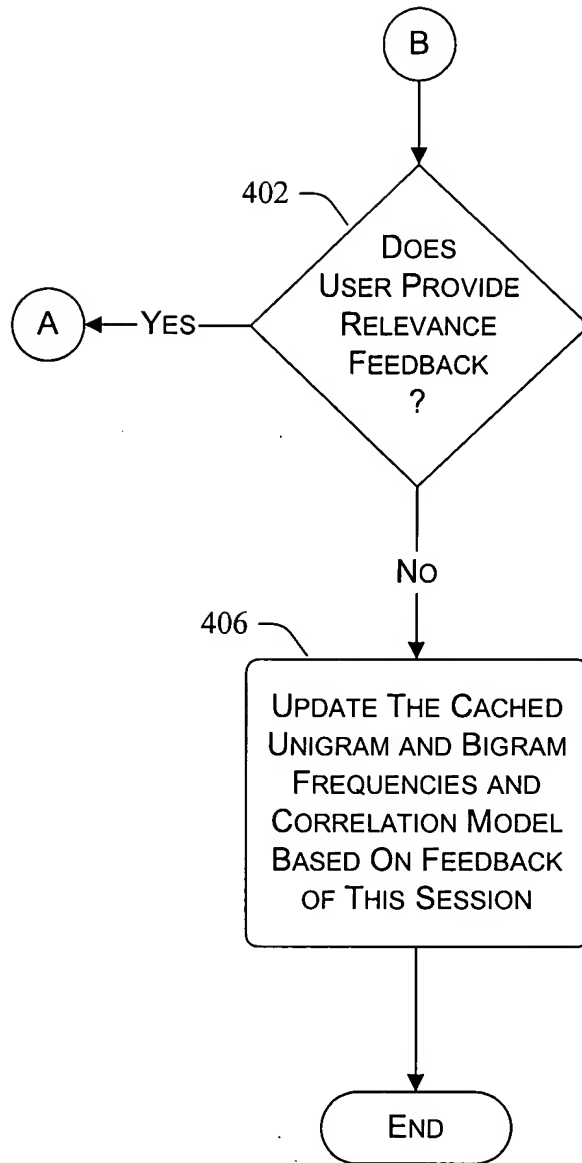 B
402
DOES
USER PROVIDE
RELEVANCE
FEEDBACK
?
A
YES
NO
406
UPDATE THE CACHED
UNIGRAM AND BIGRAM
FREQUENCIES AND
CORRELATION MODEL
BASED ON FEEDBACK
OF THIS SESSION
END